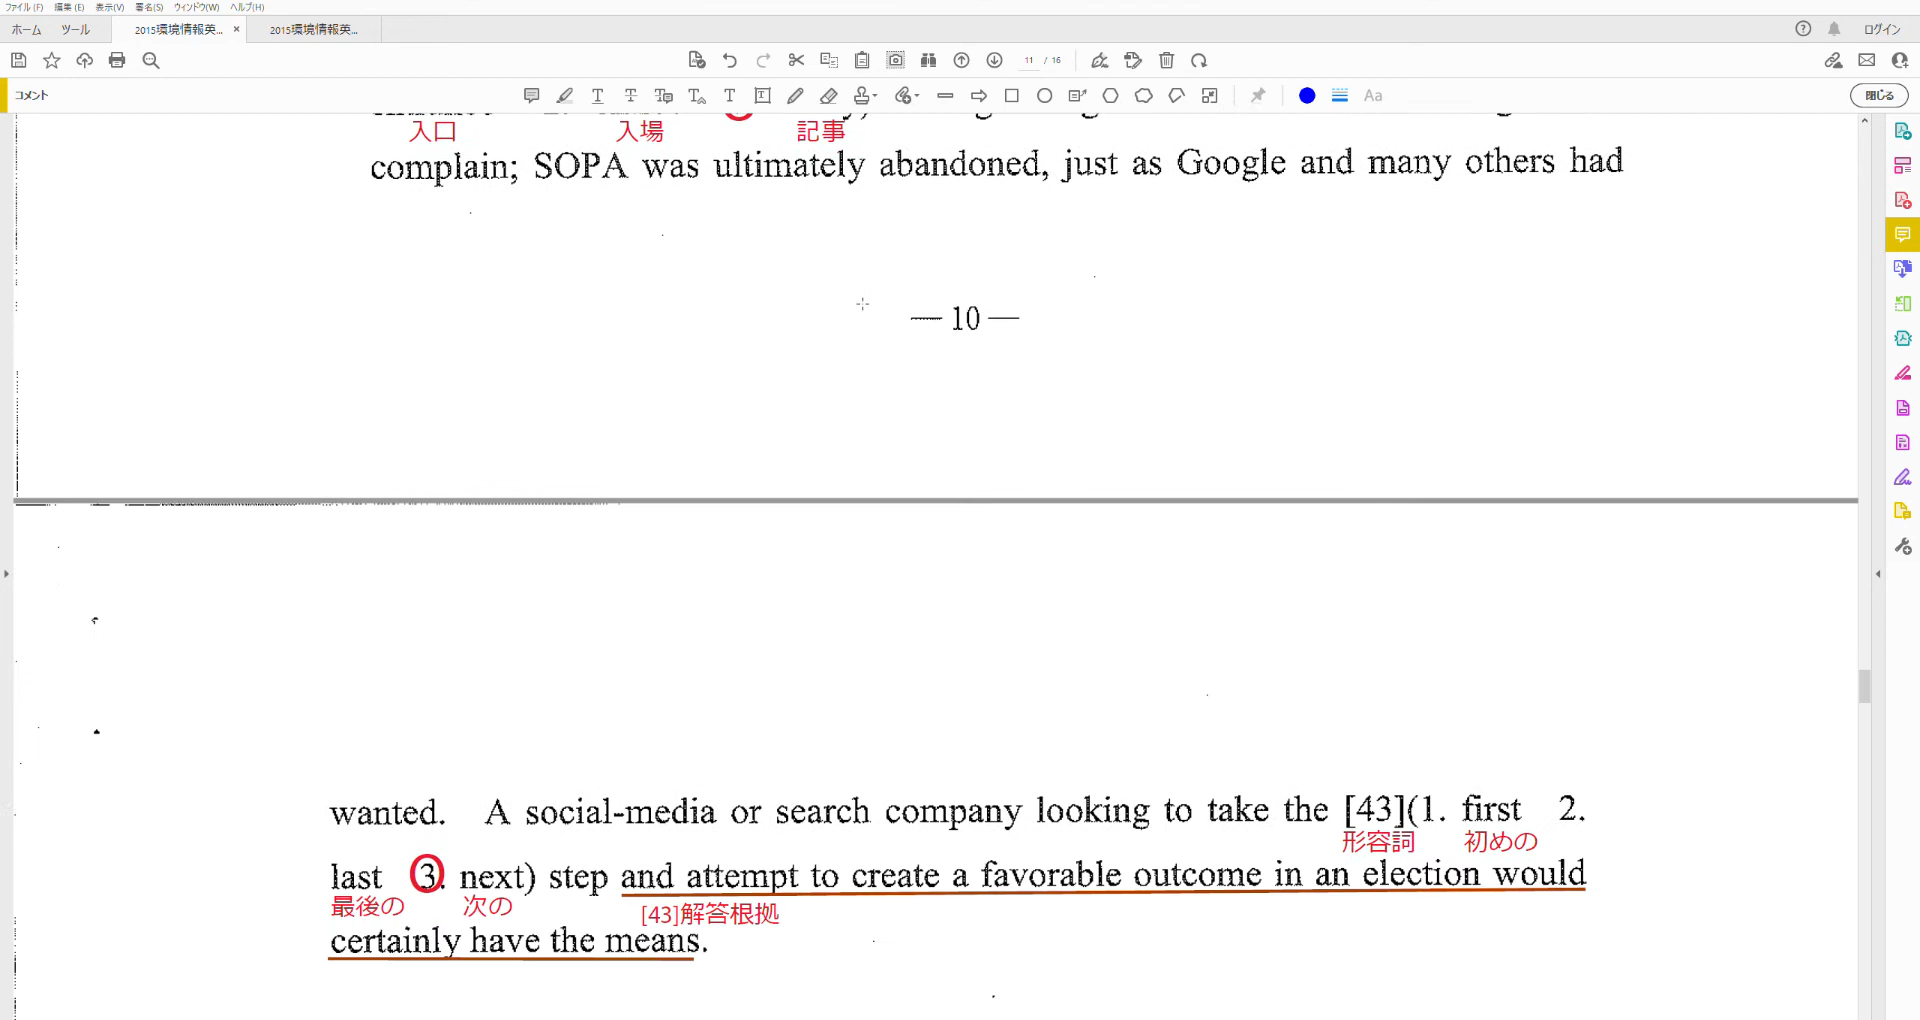 ファイル(F) 編集(E) 表示(V) 署名(S) ウィンドウ(W) ヘルプ(H)
ホーム ツール 2015環境情報英... × 2015環境情報英... ログイン
11 / 16
コメント Aa 閉じる
入口 入場 記事
complain; SOPA was ultimately abandoned, just as Google and many others had
— 10 —
wanted. A social-media or search company looking to take the [43](1. first 2.
形容詞 初めの
last 3. next) step and attempt to create a favorable outcome in an election would
最後の 次の [43]解答根拠
certainly have the means.